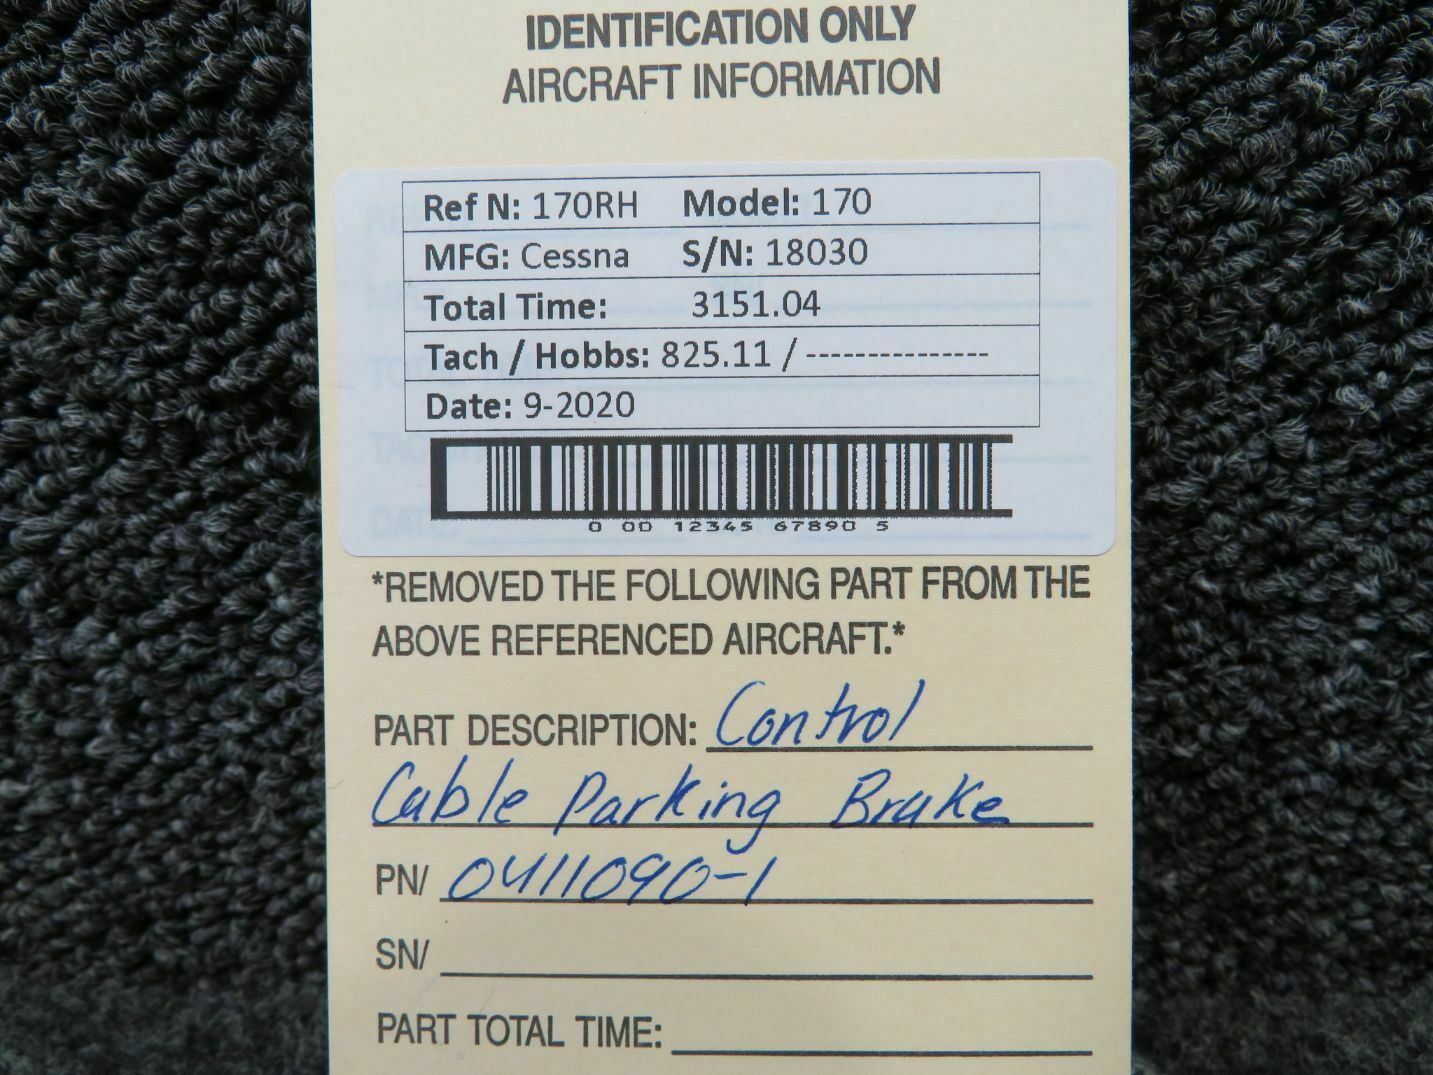 IDENTIFICATION ONLY
AIRCRAFT INFORMATION
Ref N: 170RH Model: 170
MFG: Cessna S/N: 18030
Total Time: 3151.04
Tach / Hobbs: 825.11 / ---------------
Date: 9-2020
0 00 12345 67890 5
*REMOVED THE FOLLOWING PART FROM THE
ABOVE REFERENCED AIRCRAFT.*
PART DESCRIPTION: Control
Cable Parking Brake
PN/ 0411090-1
SN/
PART TOTAL TIME: